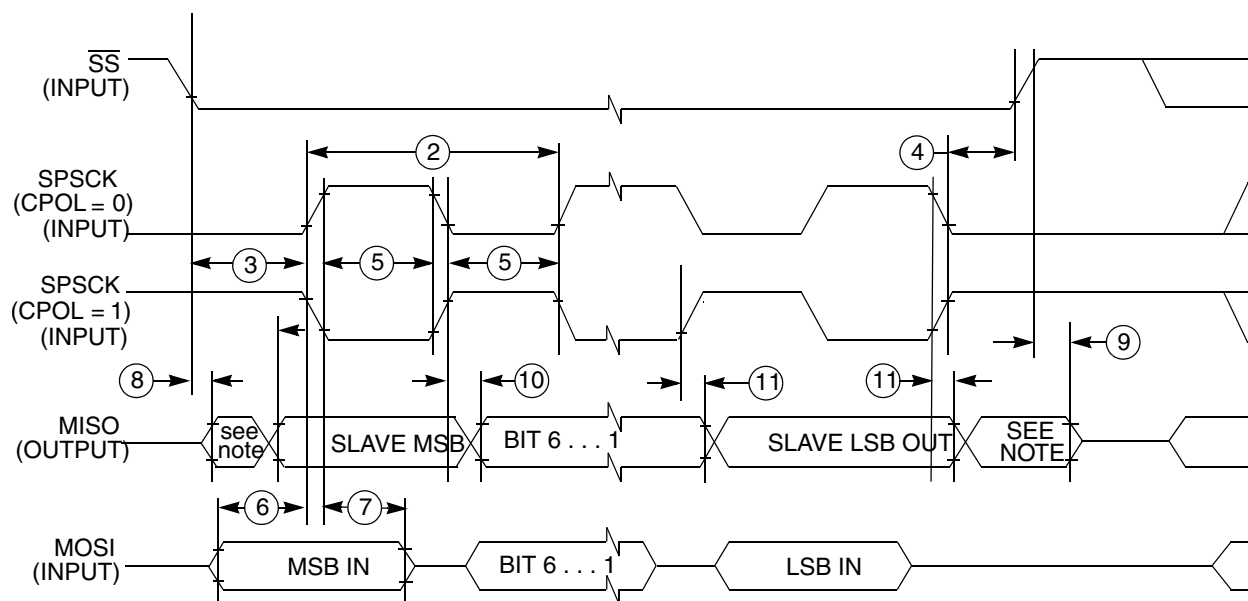 SS
(INPUT)
2
4
SPSCK
(CPOL = 0)
(INPUT)
3
5
5
SPSCK
(CPOL = 1)
(INPUT)
9
8
10
11
11
MISO
(OUTPUT)
see
note
SLAVE MSB
BIT 6 . . . 1
SLAVE LSB OUT
SEE
NOTE
6
7
MOSI
(INPUT)
MSB IN
BIT 6 . . . 1
LSB IN